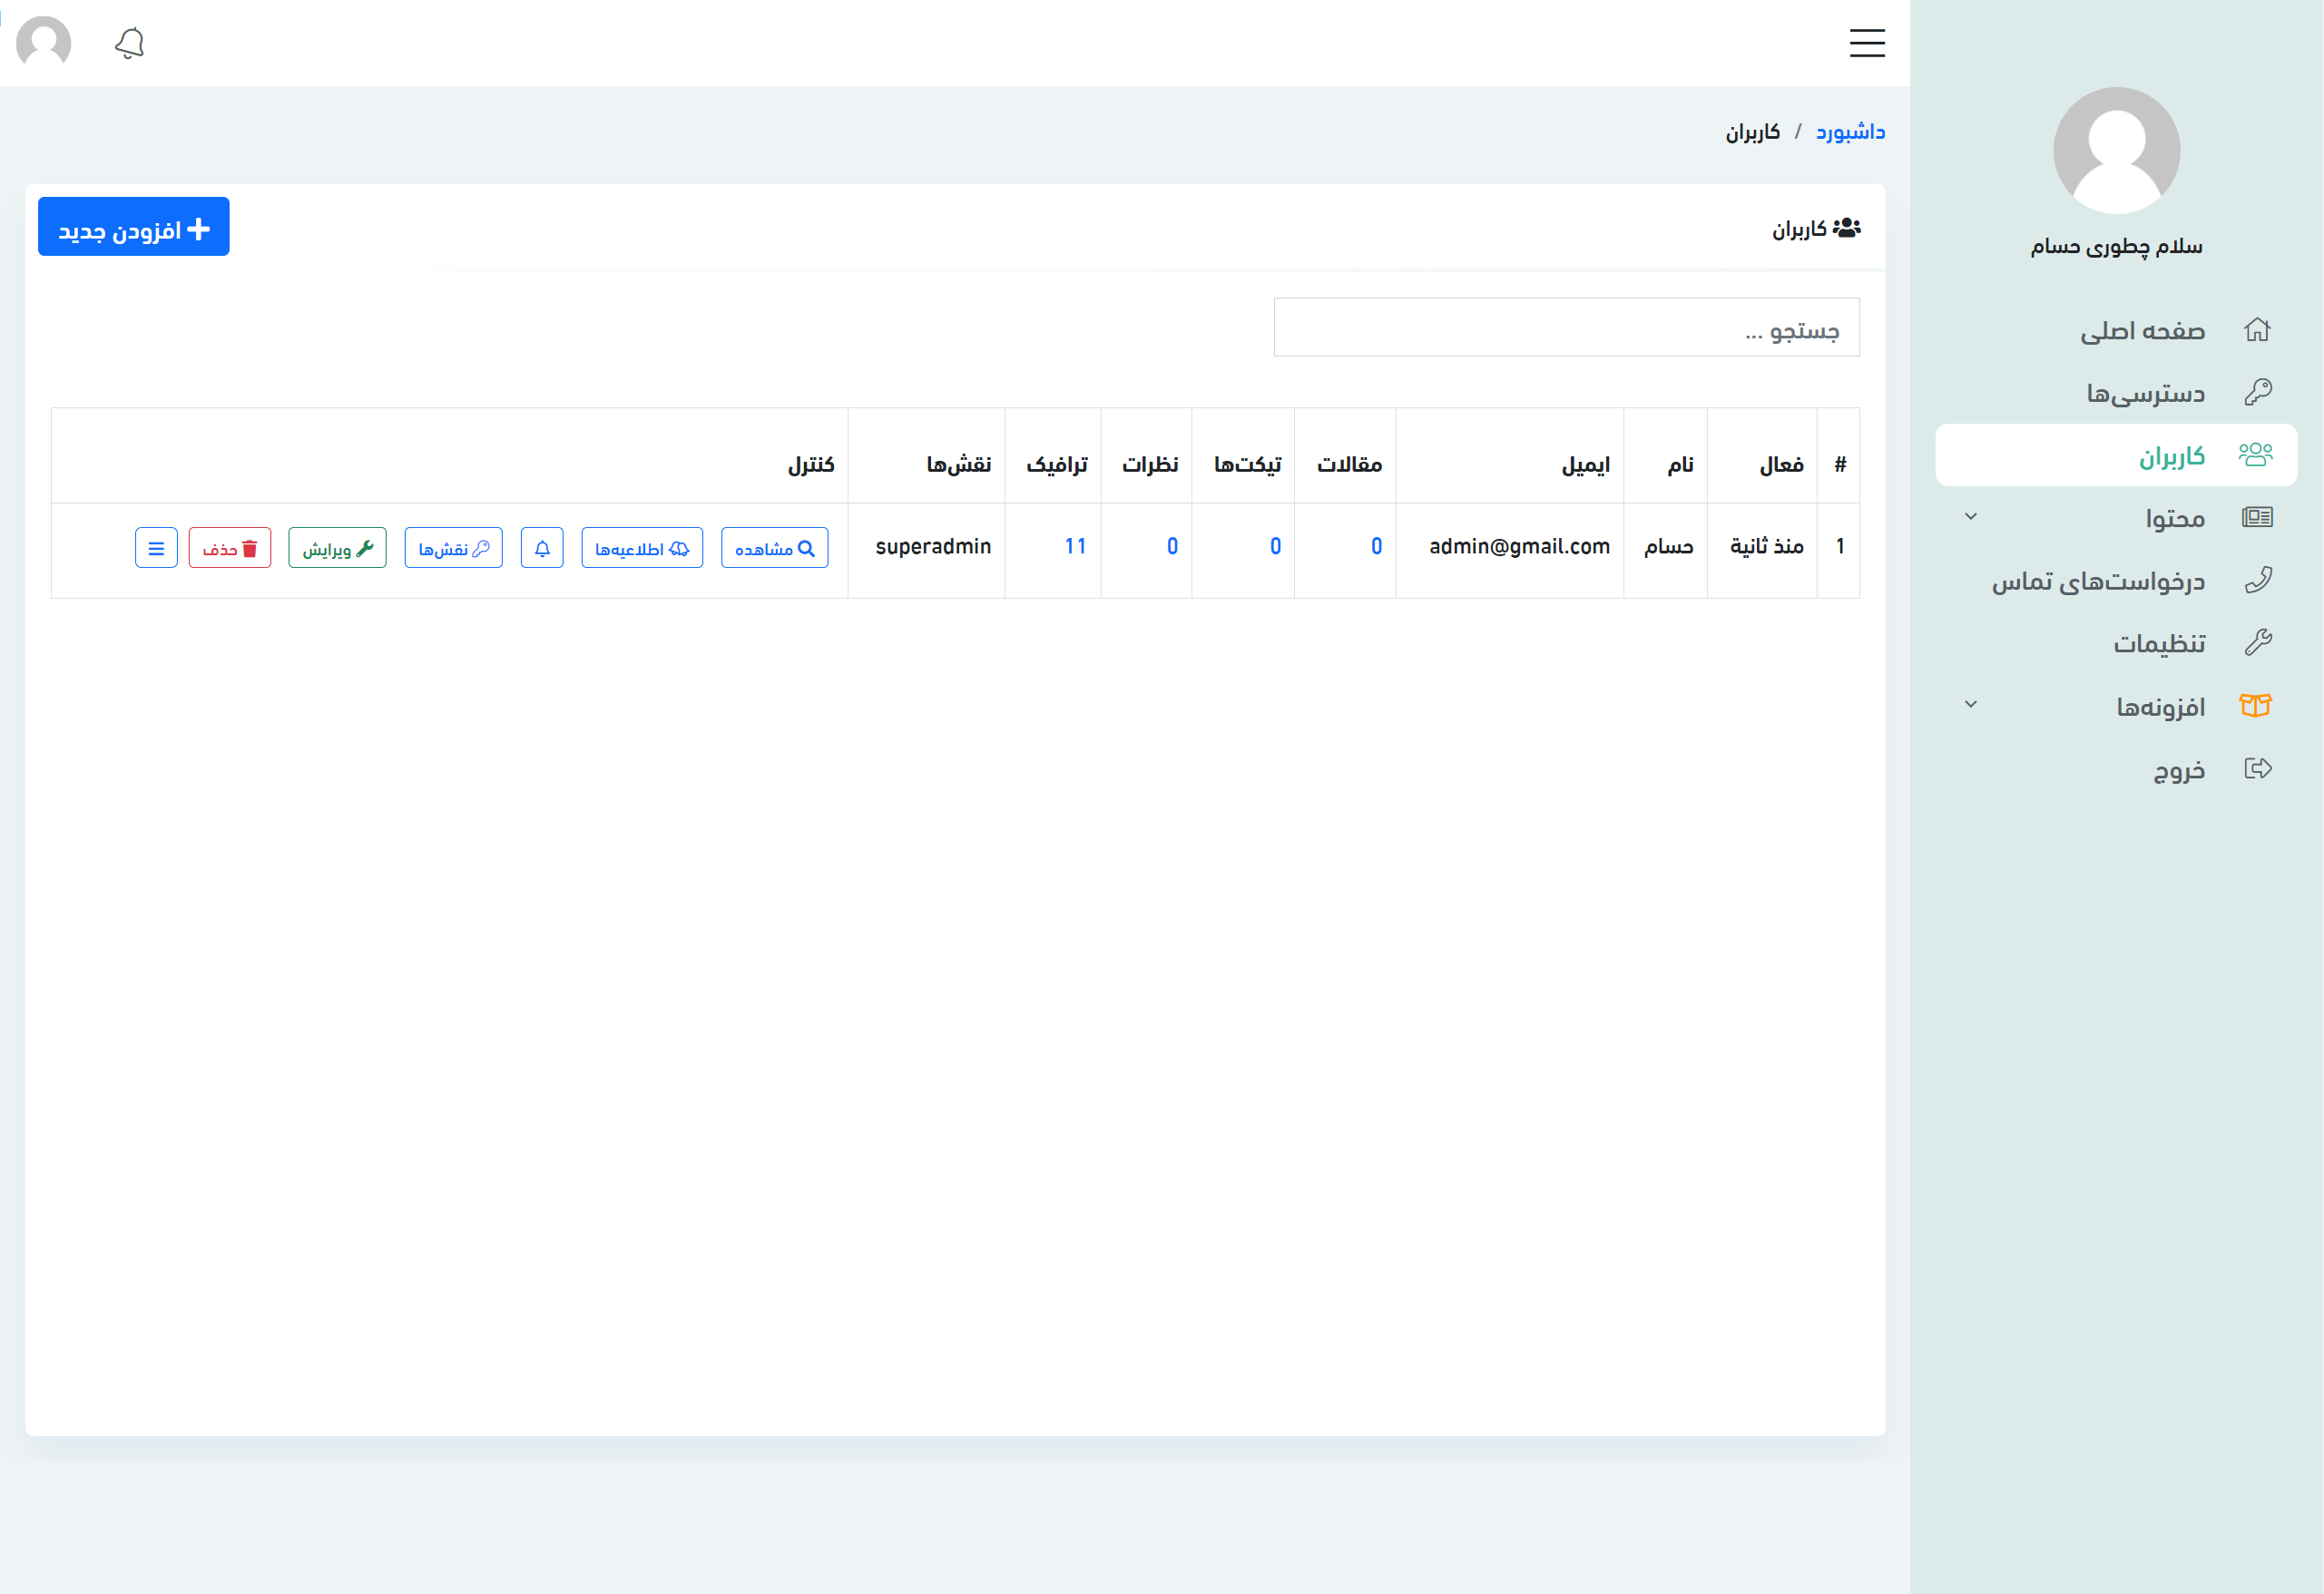 سلام چطوری حسام
صفحه اصلی
دسترسی‌ها
کاربران
محتوا
درخواست‌های تماس
تنظیمات
افزونه‌ها
خروج
داشبورد / کاربران
کاربران
افزودن جدید
جستجو ...
# فعال نام ایمیل مقالات تیکت‌ها نظرات ترافیک نقش‌ها کنترل
1 منذ ثانیة حسام admin@gmail.com 0 0 0 11 superadmin مشاهده اطلاعیه‌ها نقش‌ها ویرایش حذف